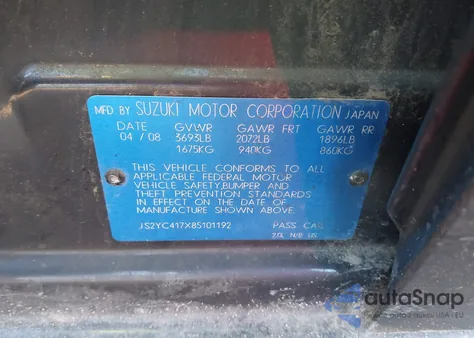 MFD BY SUZUKI MOTOR CORPORATION JAPAN
DATE GVWR GAWR FRT GAWR RR
04 / 08 3693LB 2072LB 1896LB
1675KG 940KG 860KG
THIS VEHICLE CONFORMS TO ALL
APPLICABLE FEDERAL MOTOR
VEHICLE SAFETY, BUMPER AND
THEFT PREVENTION STANDARDS
IN EFFECT ON THE DATE OF
MANUFACTURE SHOWN ABOVE.
JS2YC417X85101192 PASS CAR
autoSnap